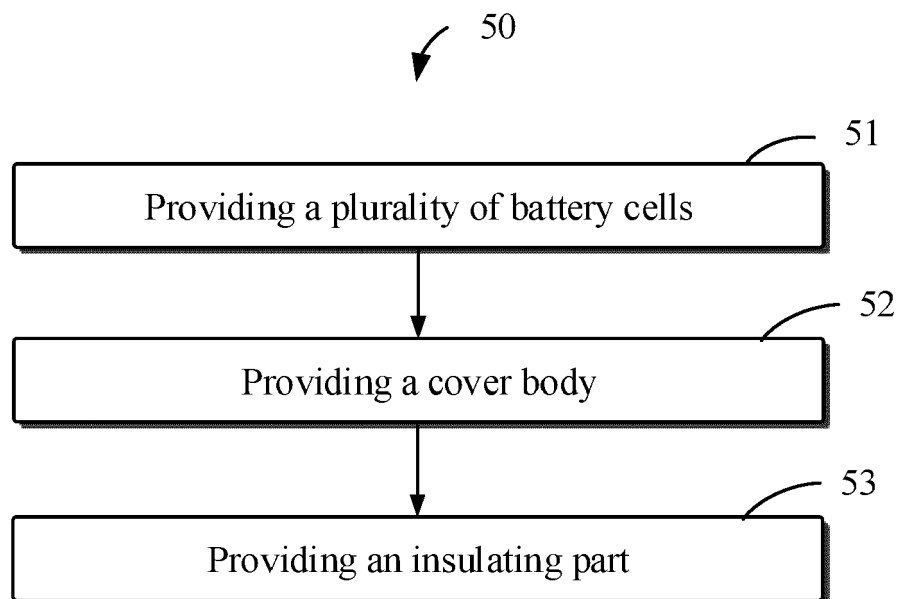 50
51
Providing a plurality of battery cells
52
Providing a cover body
53
Providing an insulating part